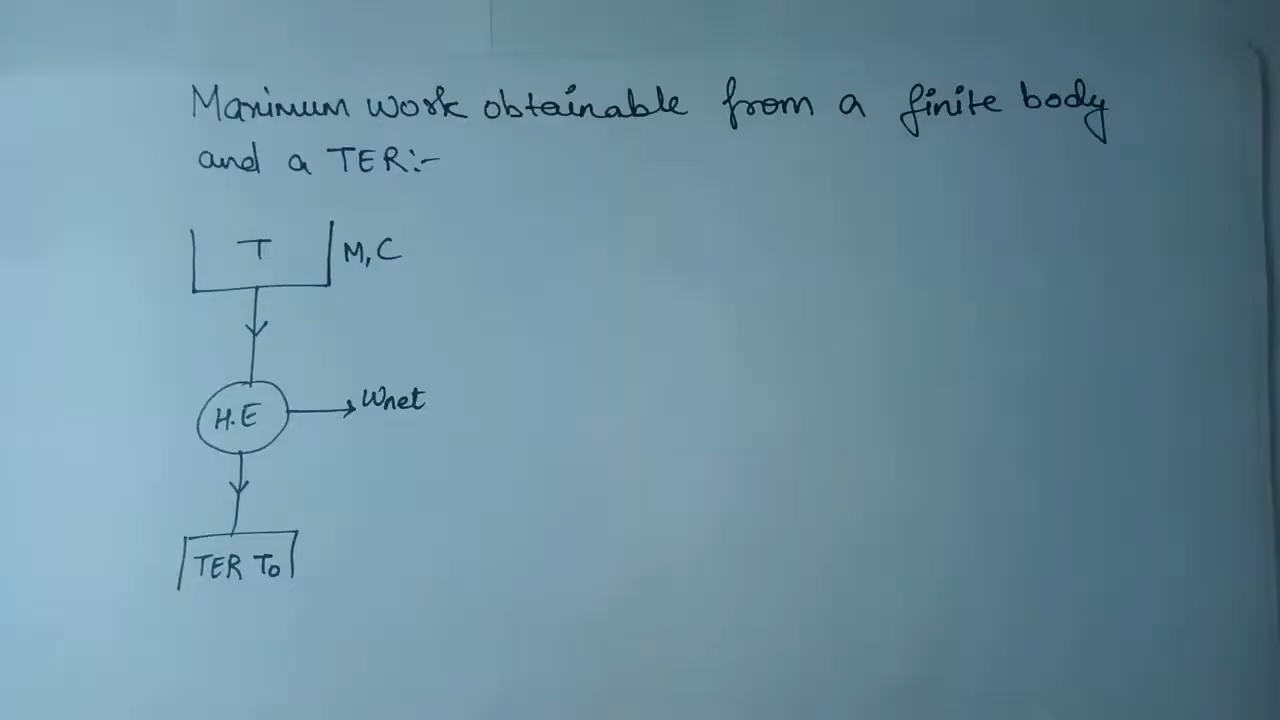 Maximum work obtainable from a finite body
and a TER:-
T
M, C
H.E
Wnet
TER To